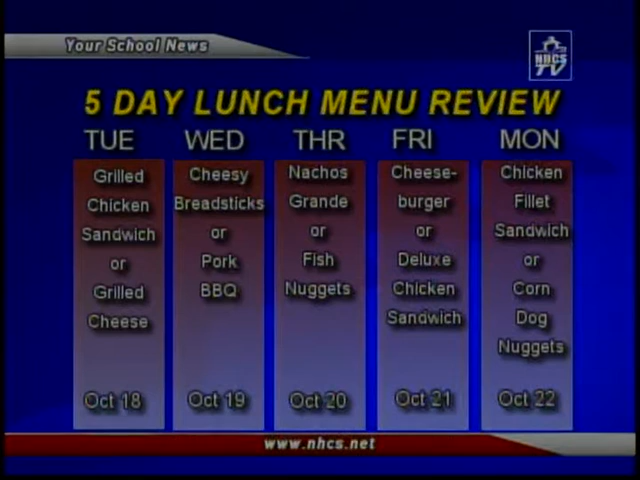 Your School News
NHCS
TV
5 DAY LUNCH MENU REVIEW
TUE
Grilled
Chicken
Sandwich
or
Grilled
Cheese
Oct 18
WED
Cheesy
Breadsticks
or
Pork
BBQ
Oct 19
THR
Nachos
Grande
or
Fish
Nuggets
Oct 20
FRI
Cheese-
burger
or
Deluxe
Chicken
Sandwich
Oct 21
MON
Chicken
Fillet
Sandwich
or
Corn
Dog
Nuggets
Oct 22
www.nhcs.net